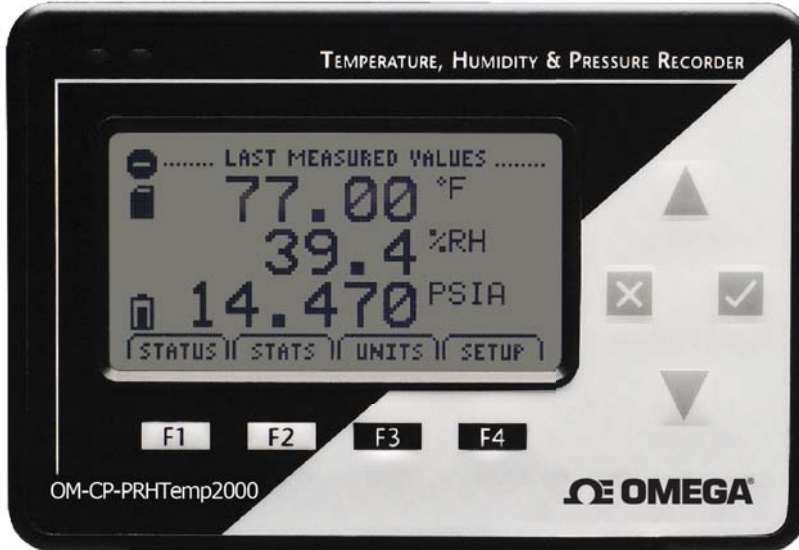 TEMPERATURE, HUMIDITY & PRESSURE RECORDER
........ LAST MEASURED VALUES ........
77.00 °F
39.4 %RH
14.470 PSIA
STATUS STATS UNITS SETUP
F1 F2 F3 F4
OM-CP-PRHTemp2000
OMEGA®